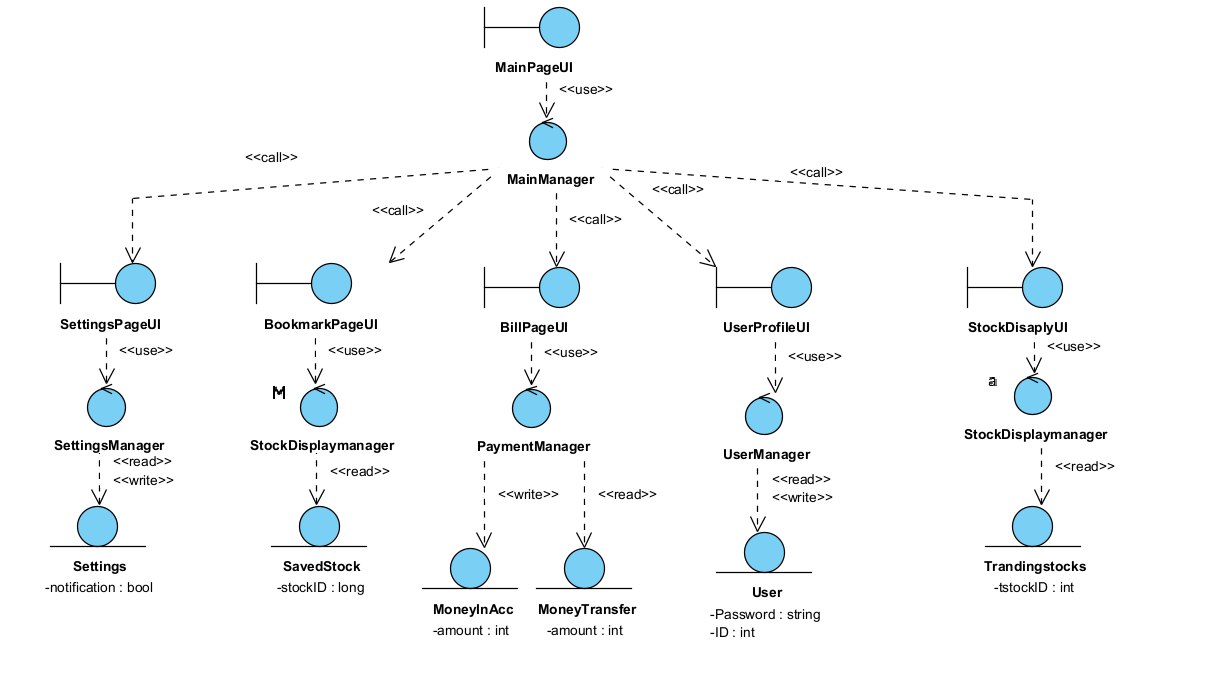 MainPageUI
<<use>>
MainManager
<<call>>
<<call>>
<<call>>
<<call>>
<<call>>
SettingsPageUI
BookmarkPageUI
BillPageUI
UserProfileUI
StockDisaplyUI
<<use>>
<<use>>
<<use>>
<<use>>
<<use>>
M
a
SettingsManager
StockDisplaymanager
PaymentManager
UserManager
StockDisplaymanager
<<read>>
<<write>>
<<read>>
<<write>>
<<read>>
<<read>>
<<write>>
<<read>>
Settings
-notification : bool
SavedStock
-stockID : long
MoneyInAcc
-amount : int
MoneyTransfer
-amount : int
User
-Password : string
-ID : int
Trandingstocks
-tstockID : int